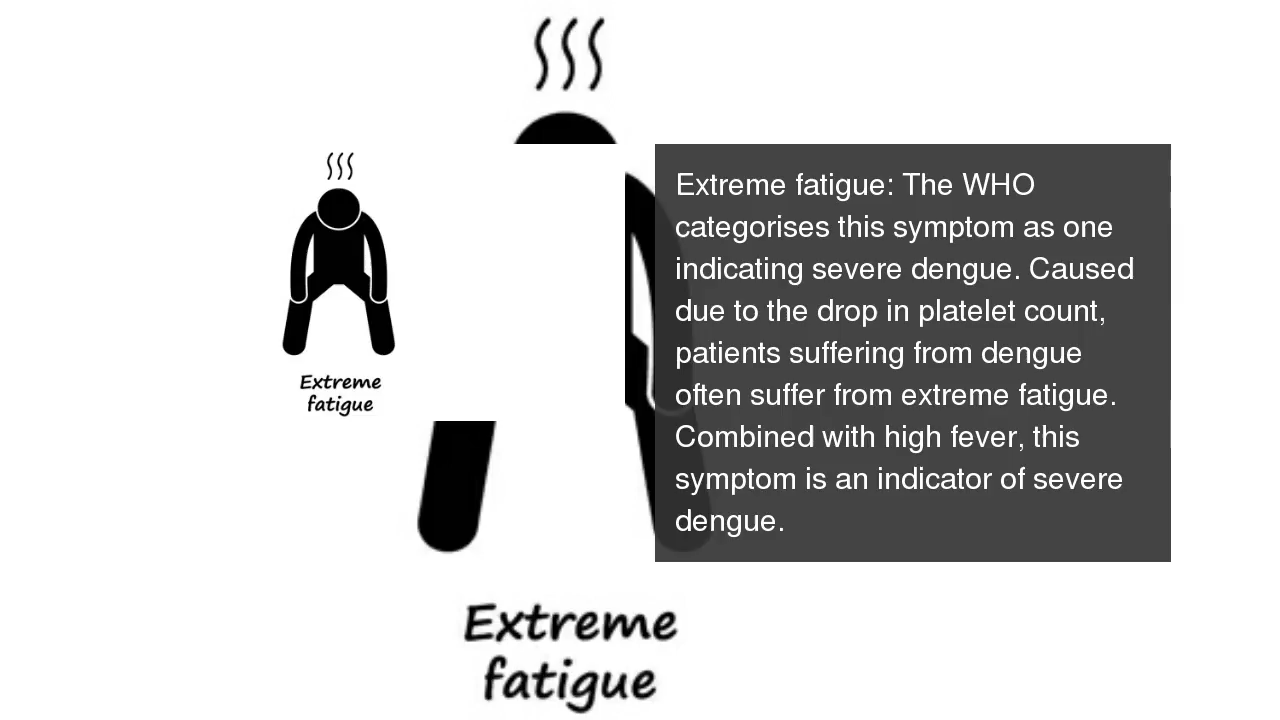 Extreme fatigue: The WHO
categorises this symptom as one
indicating severe dengue. Caused
due to the drop in platelet count,
patients suffering from dengue
often suffer from extreme fatigue.
Combined with high fever, this
symptom is an indicator of severe
dengue.
Extreme
fatigue
Extreme
fatigue